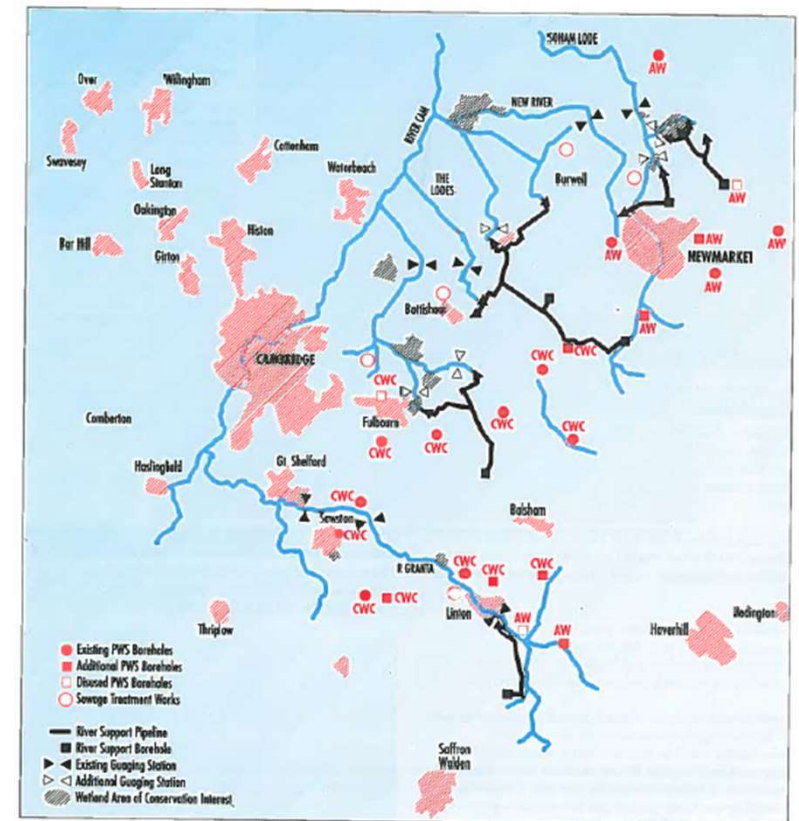 SOHAM LODE
AW
Over
Willingham
NEW RIVER
RIVER CAM
Swavesey
Cottenham
Long
Stanton
Waterbeach
THE
LODES
Burwell
AW
Oakington
Histon
Bar Hill
Girton
AW
AW
NEWMARKET
AW
AW
Bottisham
AW
CAMBRIDGE
CWC
CWC
CWC
Comberton
Fulbourn
CWC
CWC
CWC
CWC
Haslingfield
Gt. Shelford
CWC
Sawston
CWC
Balsham
R GRANTA
CWC
CWC
CWC
CWC
CWC
Linton
AW
AW
Thriplow
Haverhill
Kedington
Existing PWS Boreholes
Additional PWS Boreholes
Disused PWS Boreholes
Sewage Treatment Works
River Support Pipeline
River Support Borehole
Existing Guaging Station
Additional Guaging Station
Wetland Area of Conservation Interest
Saffron
Walden